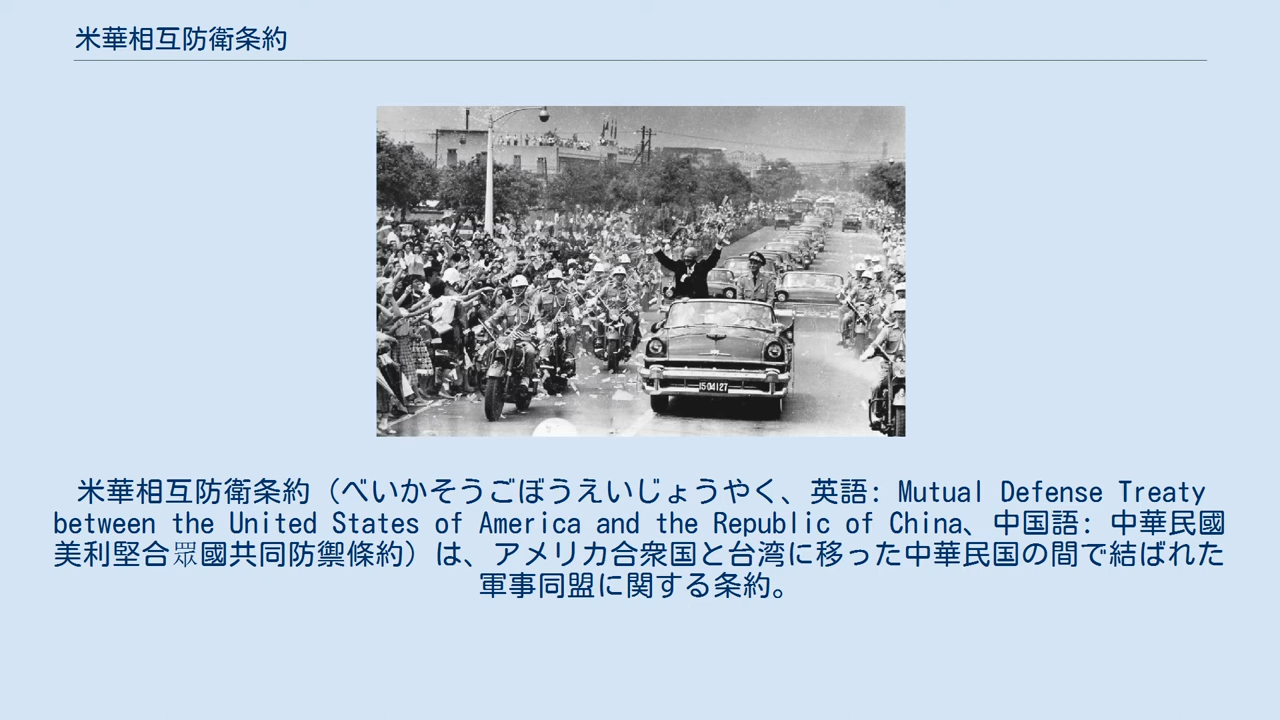 米華相互防衛条約
1504127
米華相互防衛条約（べいかそうごぼうえいじょうやく、英語: Mutual Defense Treaty
between the United States of America and the Republic of China、中国語: 中華民國
美利堅合眾國共同防禦條約）は、アメリカ合衆国と台湾に移った中華民国の間で結ばれた
軍事同盟に関する条約。